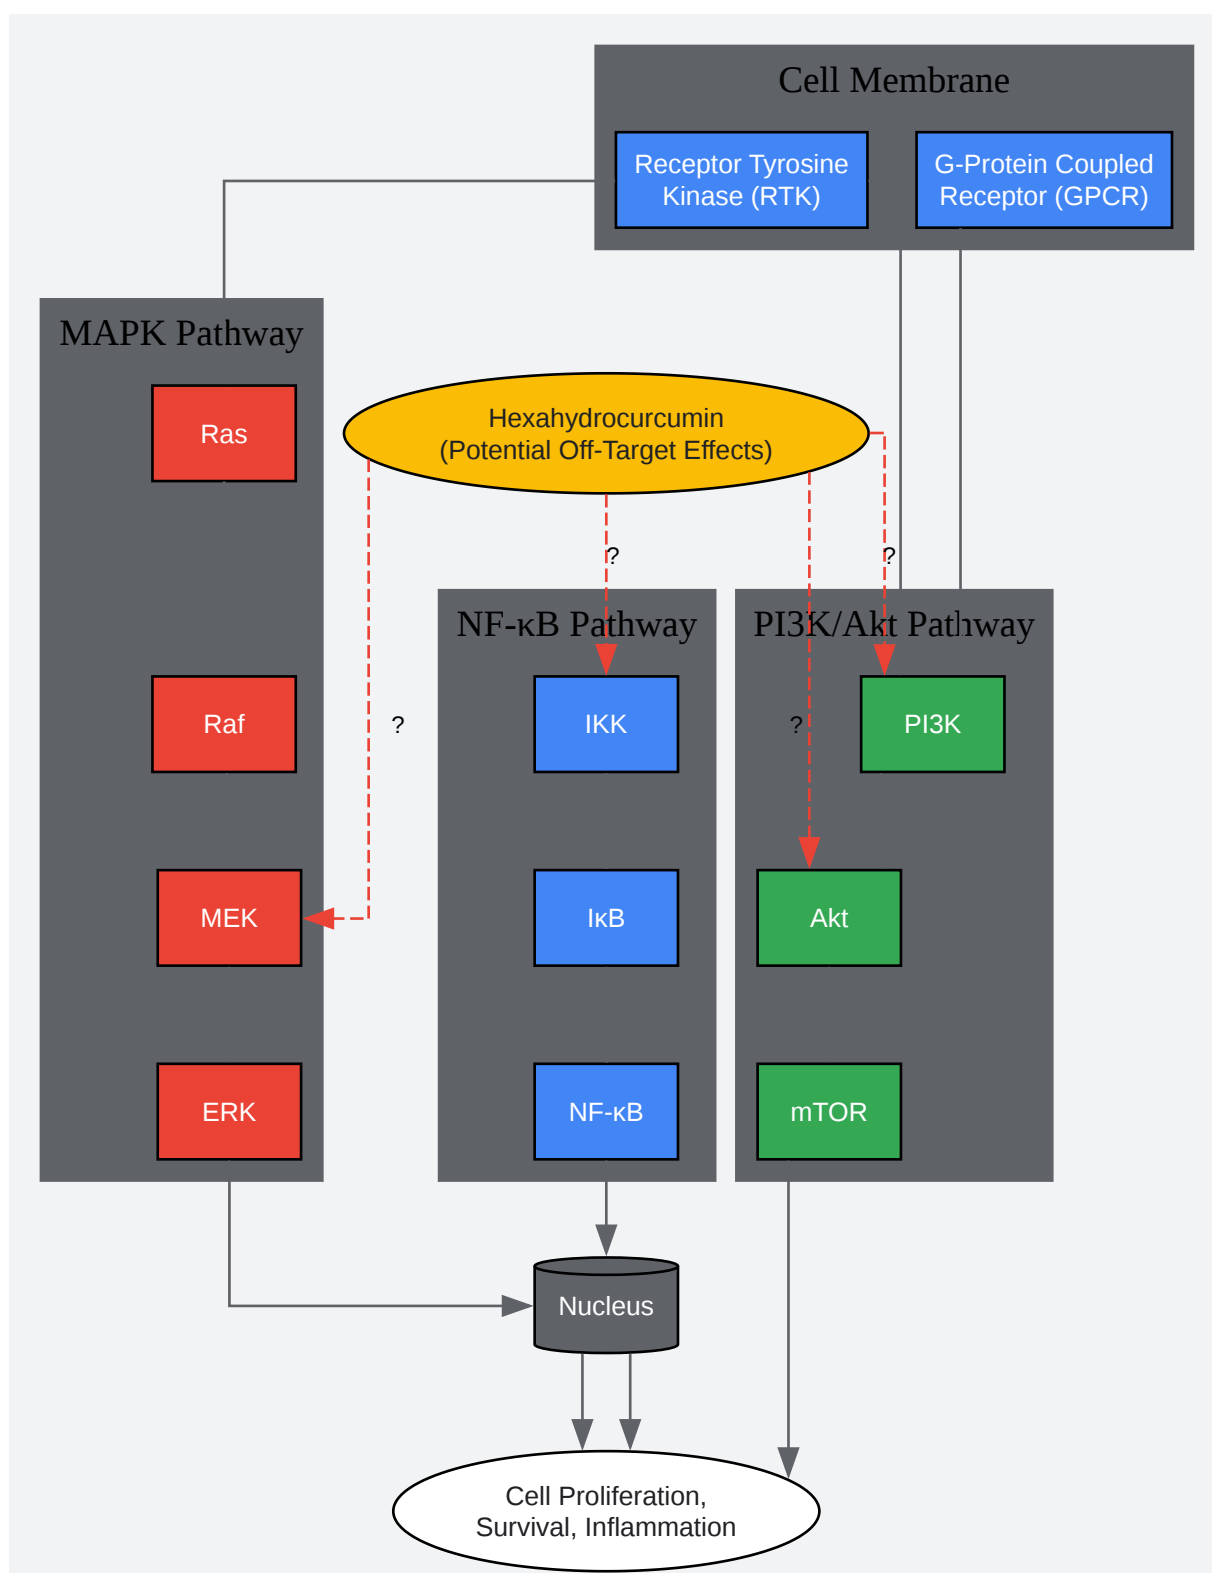 Cell Membrane
Receptor Tyrosine
Kinase (RTK)
G-Protein Coupled
Receptor (GPCR)
MAPK Pathway
Ras
Hexahydrocurcumin
(Potential Off-Target Effects)
?
?
NF-κB Pathway
PI3K/Akt Pathway
Raf
?
IKK
?
PI3K
MEK
IκB
Akt
ERK
NF-κB
mTOR
Nucleus
Cell Proliferation,
Survival, Inflammation